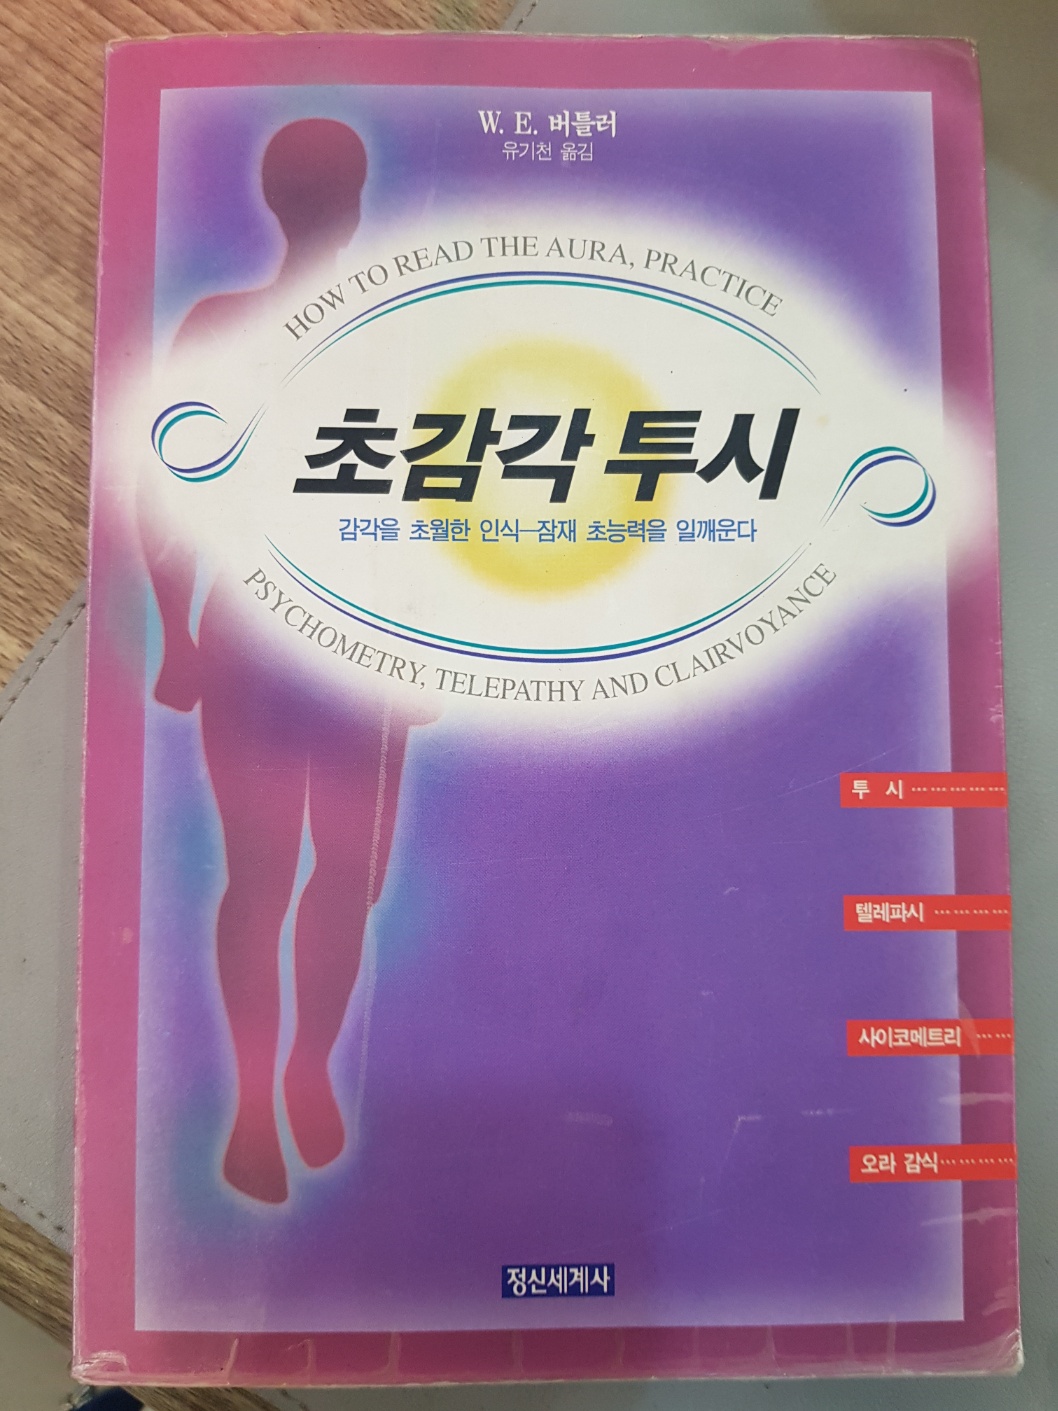 W. E. 버틀러
유기천 옮김
HOW TO READ THE AURA, PRACTICE
초감각 투시
감각을 초월한 인식─잠재 초능력을 일깨운다
PSYCHOMETRY, TELEPATHY AND CLAIRVOYANCE
투 시
텔레파시
사이코메트리
오라 감식
정신세계사